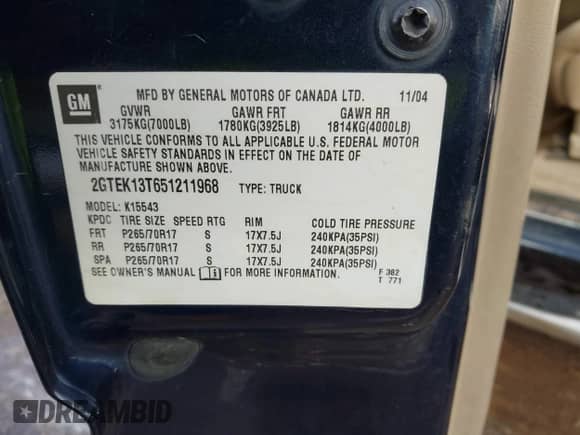 GM
MFD BY GENERAL MOTORS OF CANADA LTD. 11/04
GVWR GAWR FRT GAWR RR
3175KG(7000LB) 1780KG(3925LB) 1814KG(4000LB)
THIS VEHICLE CONFORMS TO ALL APPLICABLE U.S. FEDERAL MOTOR
VEHICLE SAFETY STANDARDS IN EFFECT ON THE DATE OF
MANUFACTURE SHOWN ABOVE.
2GTEK13T651211968 TYPE: TRUCK
MODEL: K15543
KPDC TIRE SIZE SPEED RTG RIM COLD TIRE PRESSURE
FRT P265/70R17 S 17X7.5J 240KPA(35PSI)
RR P265/70R17 S 17X7.5J 240KPA(35PSI)
SPA P265/70R17 S 17X7.5J 240KPA(35PSI)
SEE OWNER'S MANUAL FOR MORE INFORMATION. F 382
T 771
DREAMBID